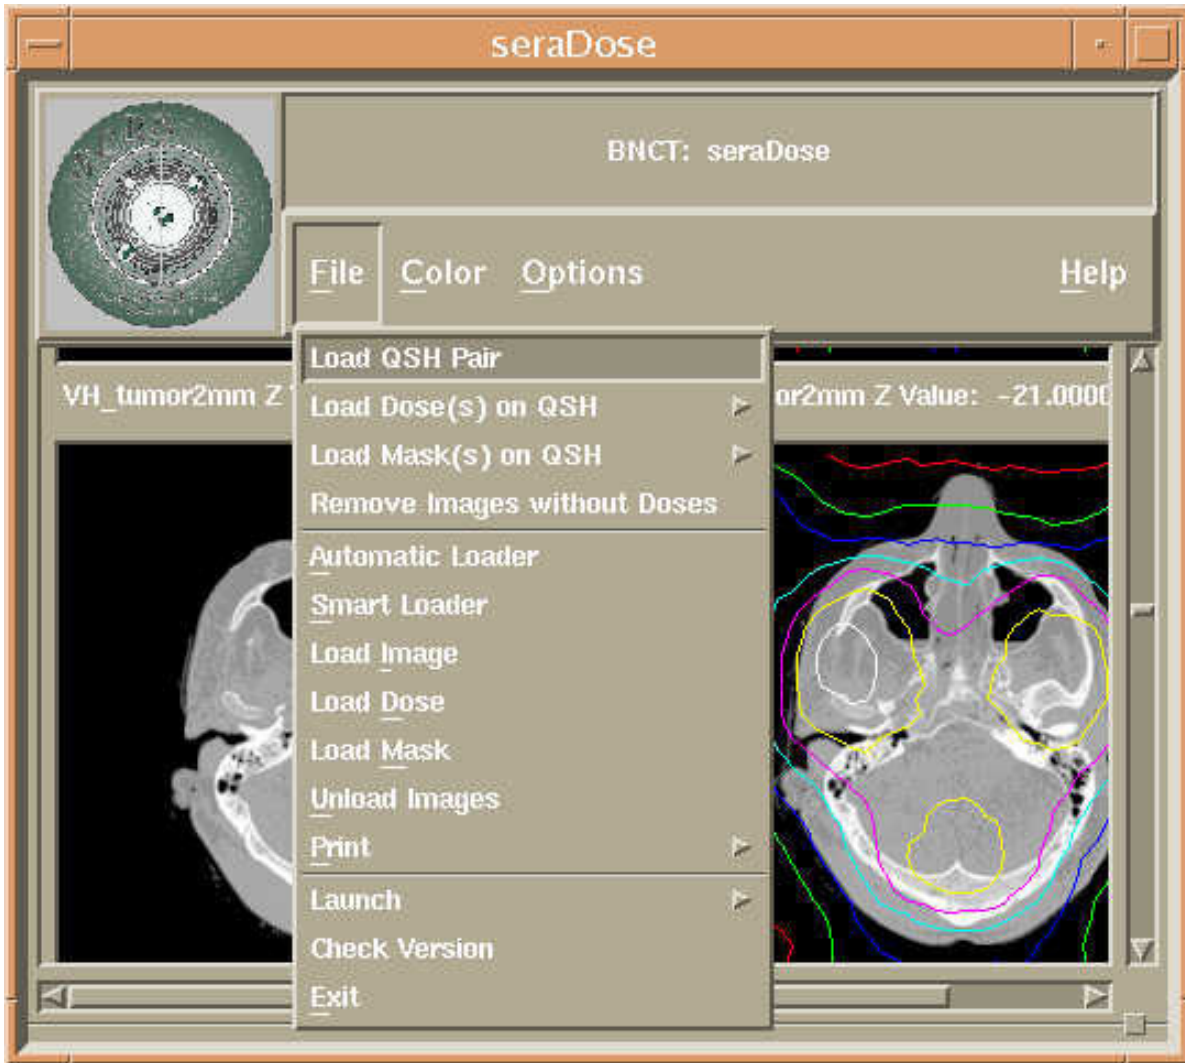 seraDose
BNCT: seraDose
File Color Options Help
Load QSH Pair
VH_tumor2mm Z
or2mm Z Value: -21.0000
Load Dose(s) on QSH
Load Mask(s) on QSH
Remove Images without Doses
Automatic Loader
Smart Loader
Load Image
Load Dose
Load Mask
Unload Images
Print
Launch
Check Version
Exit